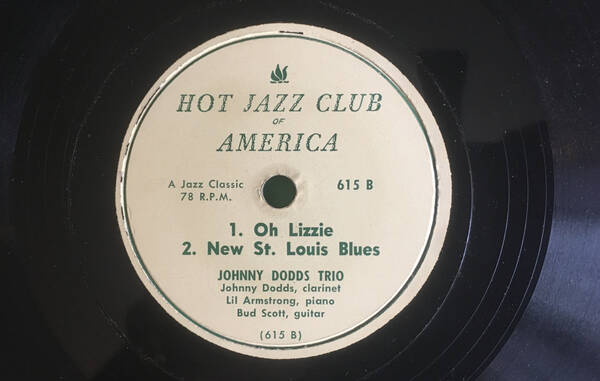 HOT JAZZ CLUB
OF
AMERICA
A Jazz Classic
78 R.P.M.
615 B
1. Oh Lizzie
2. New St. Louis Blues
JOHNNY DODDS TRIO
Johnny Dodds, clarinet
Lil Armstrong, piano
Bud Scott, guitar
(615 B)